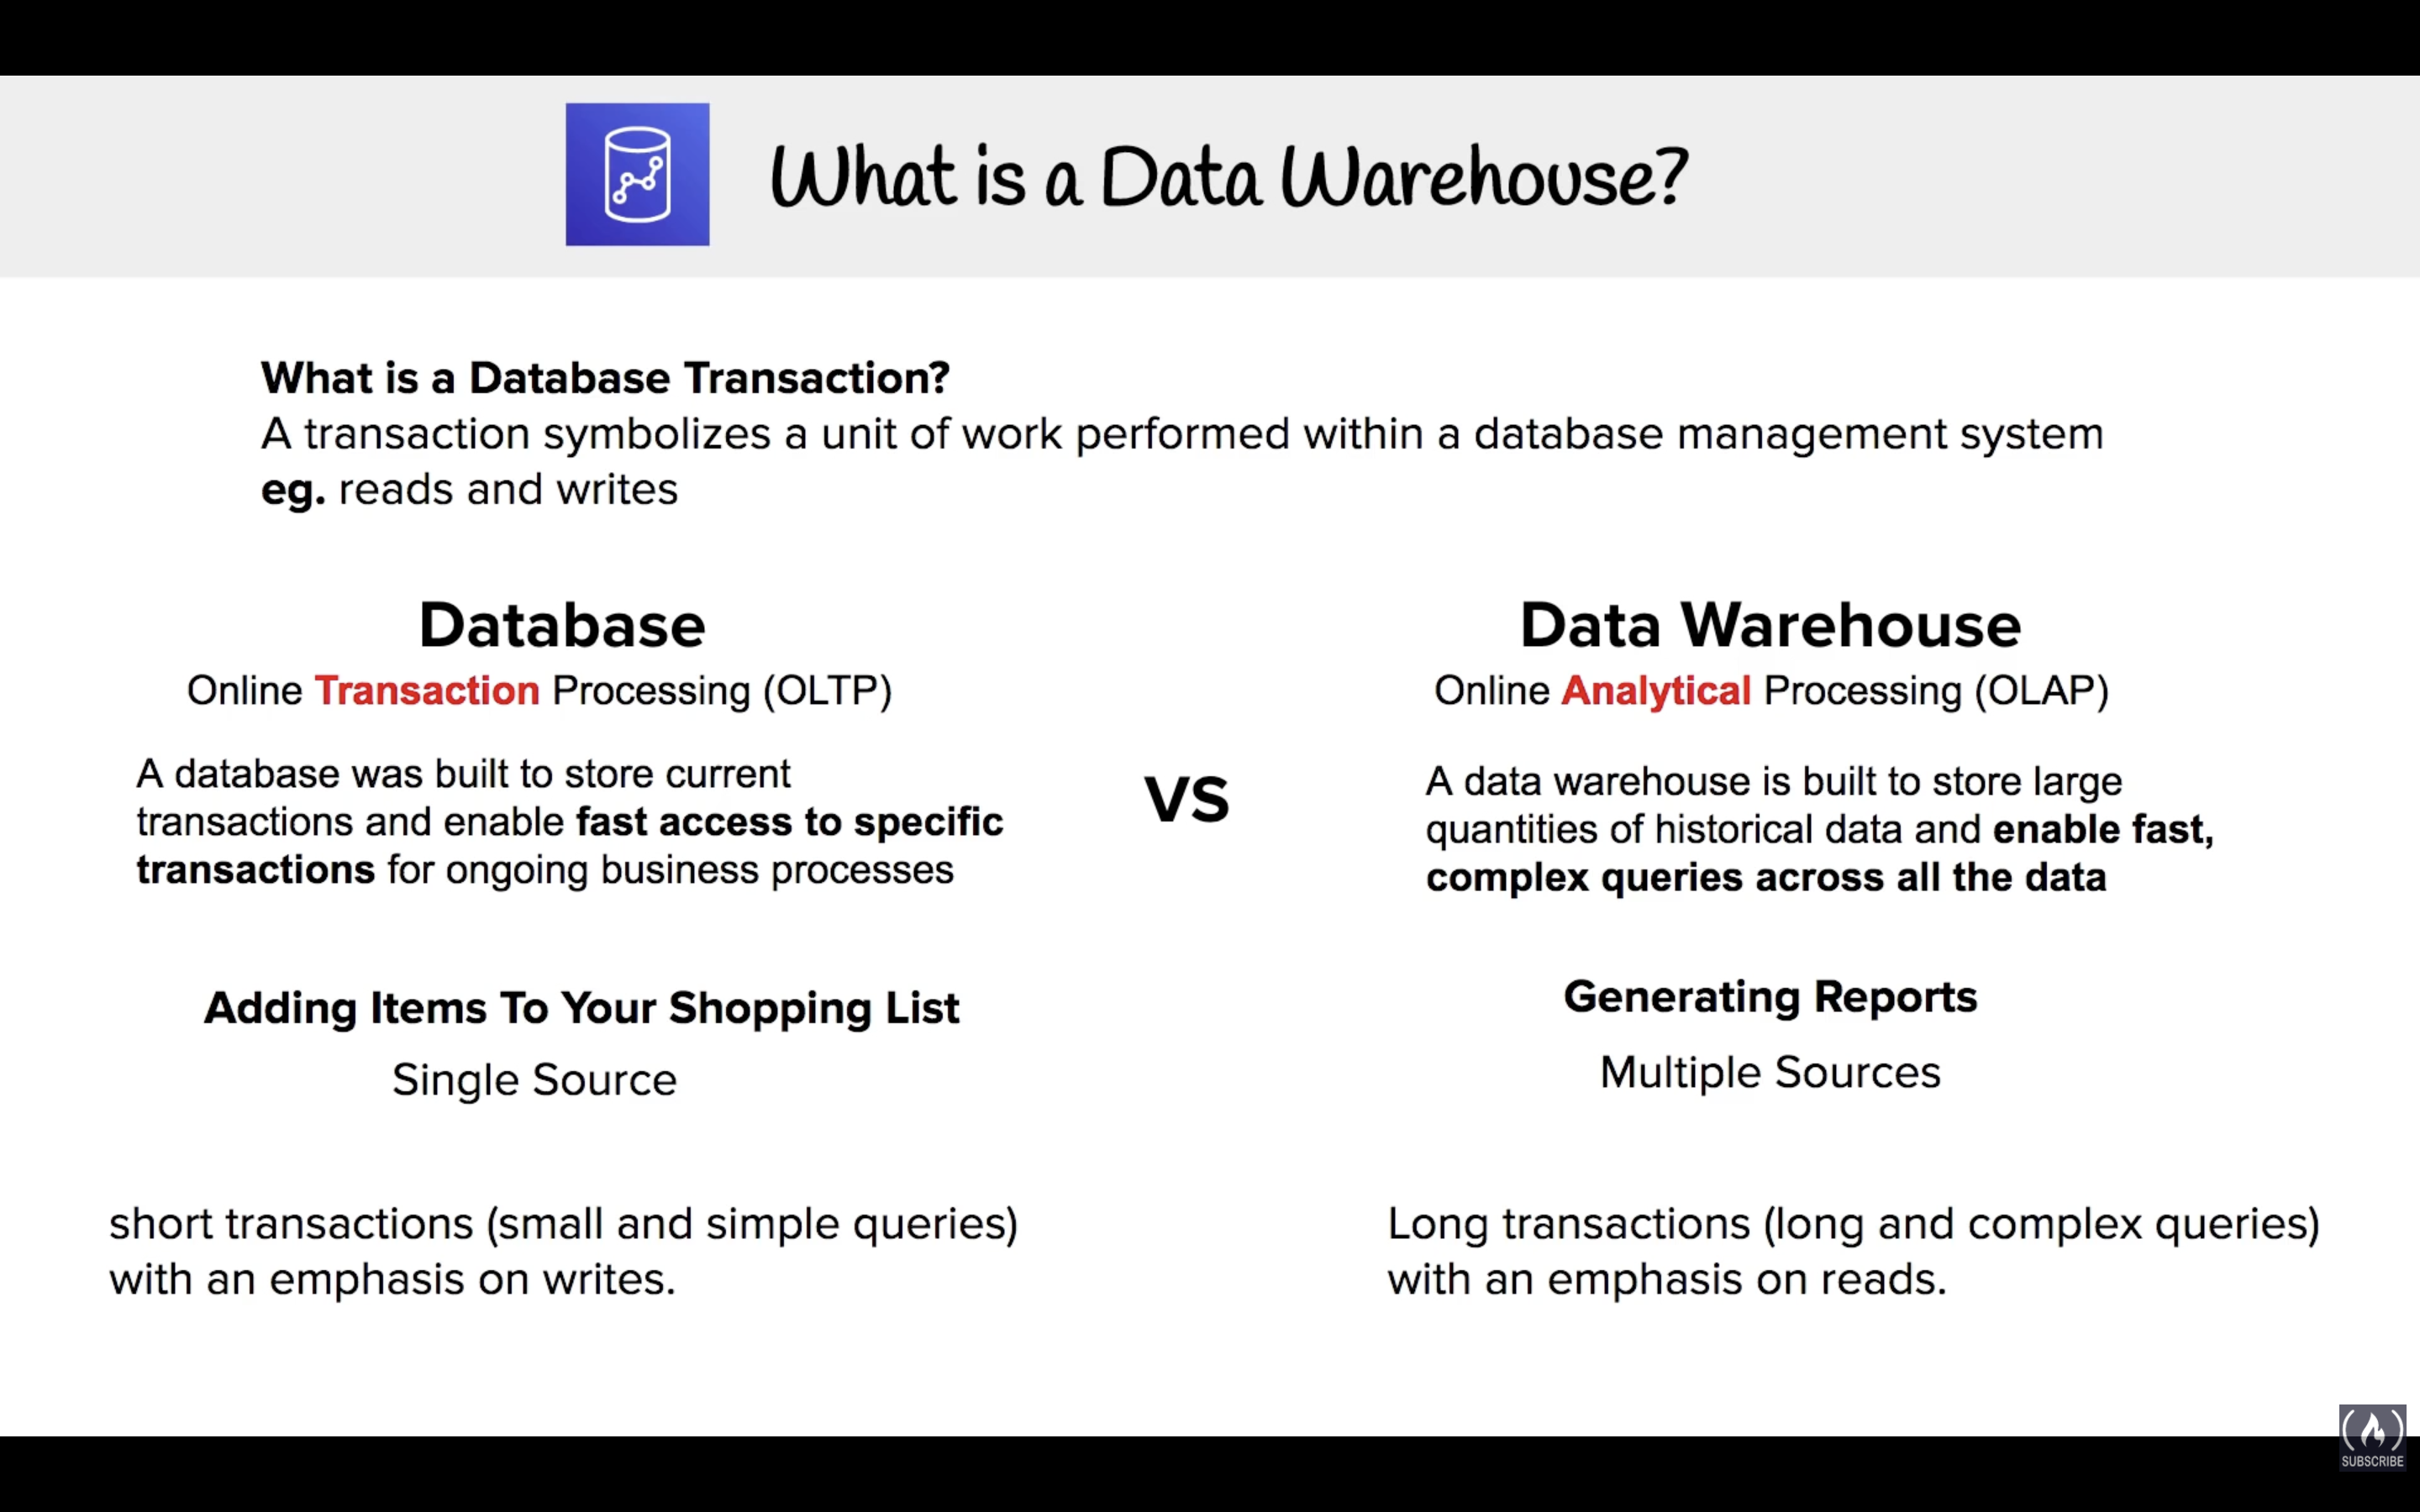 What is a Data Warehouse?
What is a Database Transaction?
A transaction symbolizes a unit of work performed within a database management system
eg. reads and writes
Database
Online Transaction Processing (OLTP)
A database was built to store current
transactions and enable fast access to specific
transactions for ongoing business processes
Adding Items To Your Shopping List
Single Source
short transactions (small and simple queries)
with an emphasis on writes.
VS
Data Warehouse
Online Analytical Processing (OLAP)
A data warehouse is built to store large
quantities of historical data and enable fast,
complex queries across all the data
Generating Reports
Multiple Sources
Long transactions (long and complex queries)
with an emphasis on reads.
SUBSCRIBE